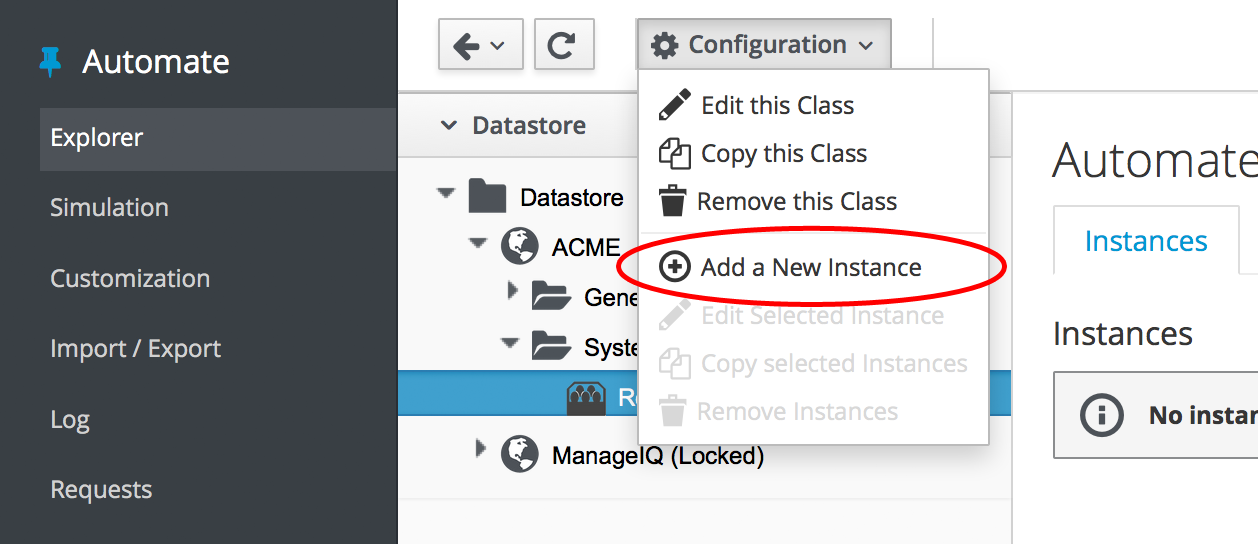 Automate
Explorer
Simulation
Customization
Import / Export
Log
Requests
Configuration
Edit this Class
Copy this Class
Remove this Class
Add a New Instance
Edit Selected Instance
Copy selected Instances
Remove Instances
Datastore
Datastore
ACME
Gene
Syste
ManageIQ (Locked)
Automate
Instances
Instances
No instan